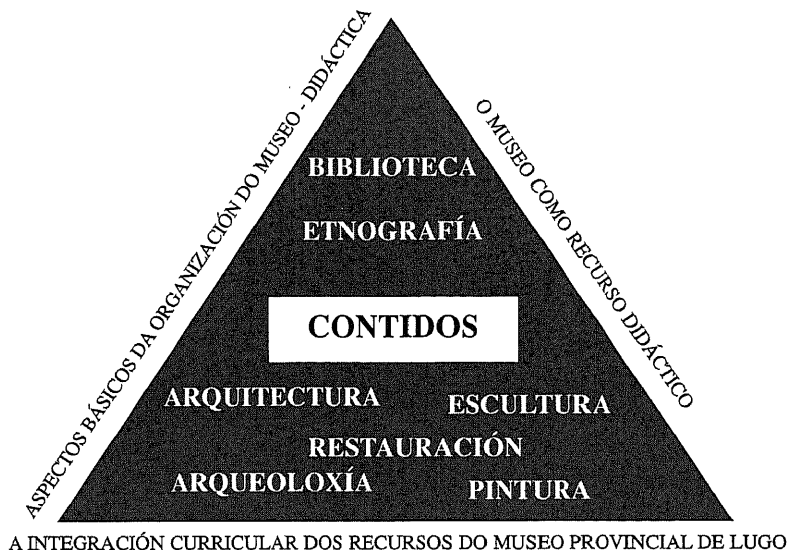 ASPECTOS BÁSICOS DA ORGANIZACIÓN DO MUSEO - DIDÁCTICA
O MUSEO COMO RECURSO DIDÁCTICO
BIBLIOTECA
ETNOGRAFÍA
CONTIDOS
ARQUITECTURA
ESCULTURA
RESTAURACIÓN
ARQUEOLOXÍA
PINTURA
A INTEGRACIÓN CURRICULAR DOS RECURSOS DO MUSEO PROVINCIAL DE LUGO